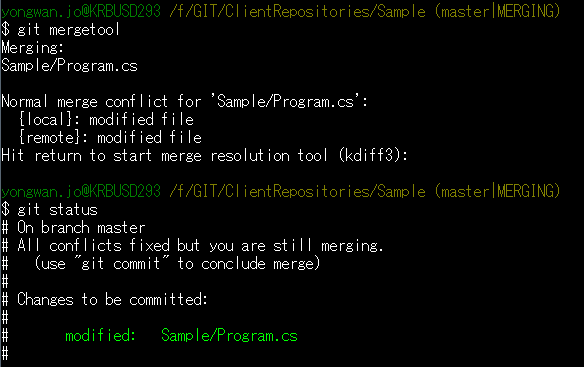 yongwan.jo@KRBUSD293 /f/GIT/ClientRepositories/Sample (master|MERGING)
$ git mergetool
Merging:
Sample/Program.cs

Normal merge conflict for 'Sample/Program.cs':
  [local]: modified file
  [remote]: modified file
Hit return to start merge resolution tool (kdiff3):

yongwan.jo@KRBUSD293 /f/GIT/ClientRepositories/Sample (master|MERGING)
$ git status
# On branch master
# All conflicts fixed but you are still merging.
#   (use "git commit" to conclude merge)
#
# Changes to be committed:
#
#       modified:   Sample/Program.cs
#